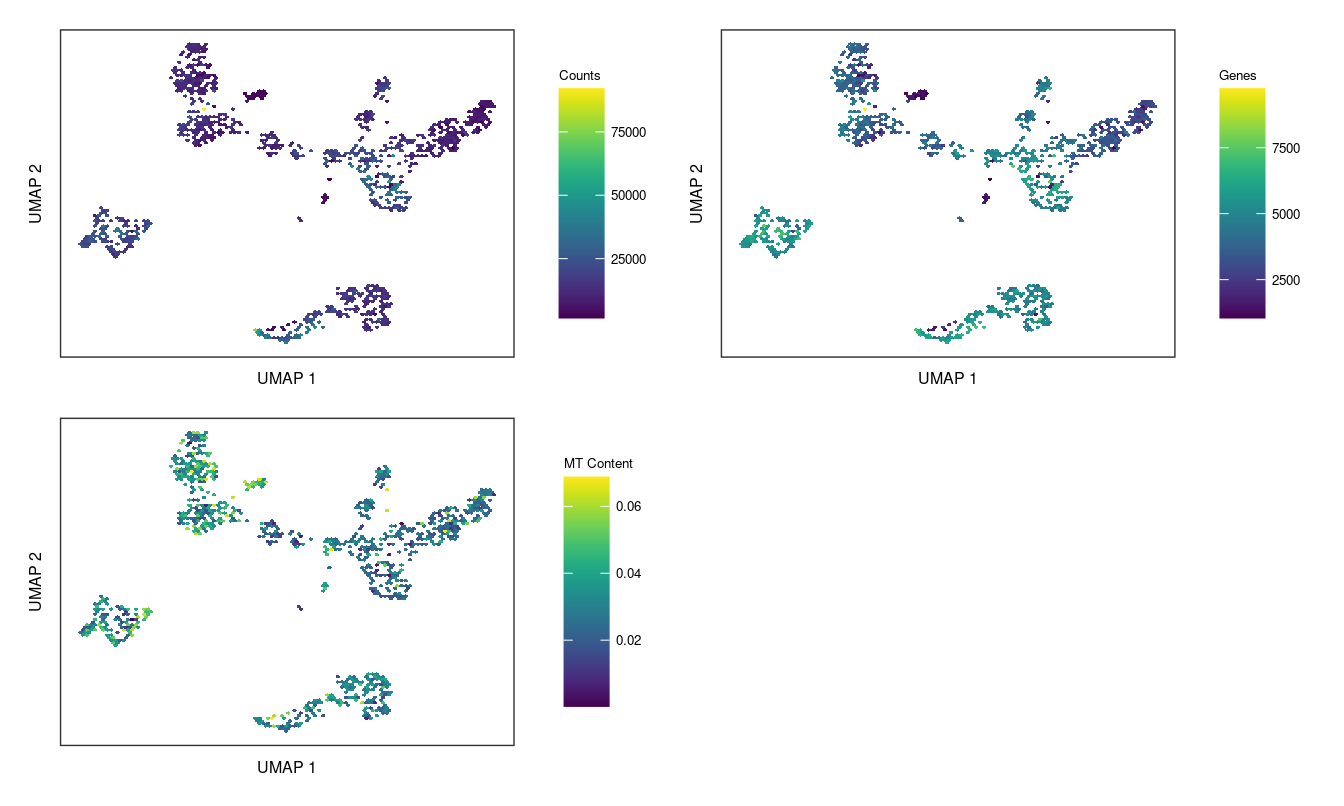 Counts
75000
50000
25000
UMAP 2
UMAP 1
Genes
7500
5000
2500
UMAP 2
UMAP 1
MT Content
0.06
0.04
0.02
UMAP 2
UMAP 1